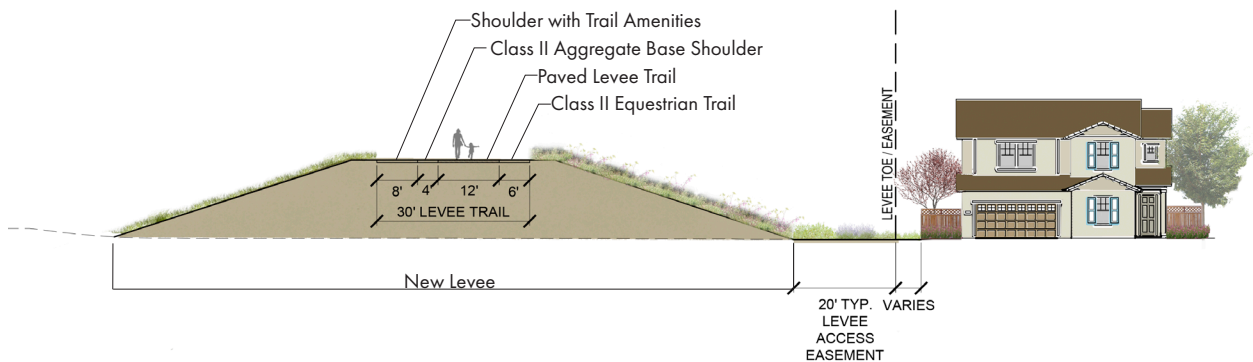 Shoulder with Trail Amenities
Class II Aggregate Base Shoulder
Paved Levee Trail
Class II Equestrian Trail
LEVEE TOE / EASEMENT
8' 4' 12' 6'
30' LEVEE TRAIL
New Levee
20' TYP. VARIES
LEVEE
ACCESS
EASEMENT